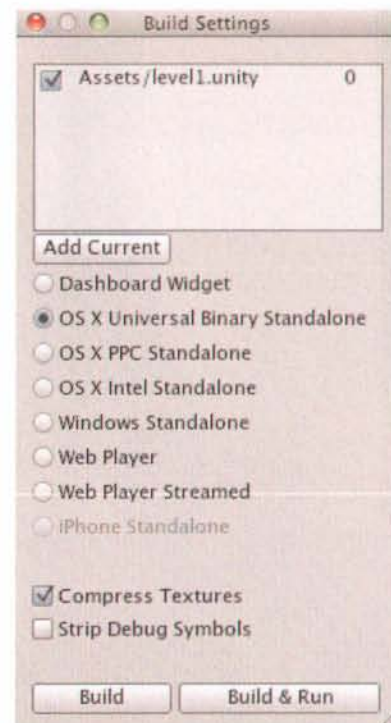 Build Settings
Assets/level1.unity 0
Add Current
Dashboard Widget
OS X Universal Binary Standalone
OS X PPC Standalone
OS X Intel Standalone
Windows Standalone
Web Player
Web Player Streamed
iPhone Standalone
Compress Textures
Strip Debug Symbols
Build Build & Run